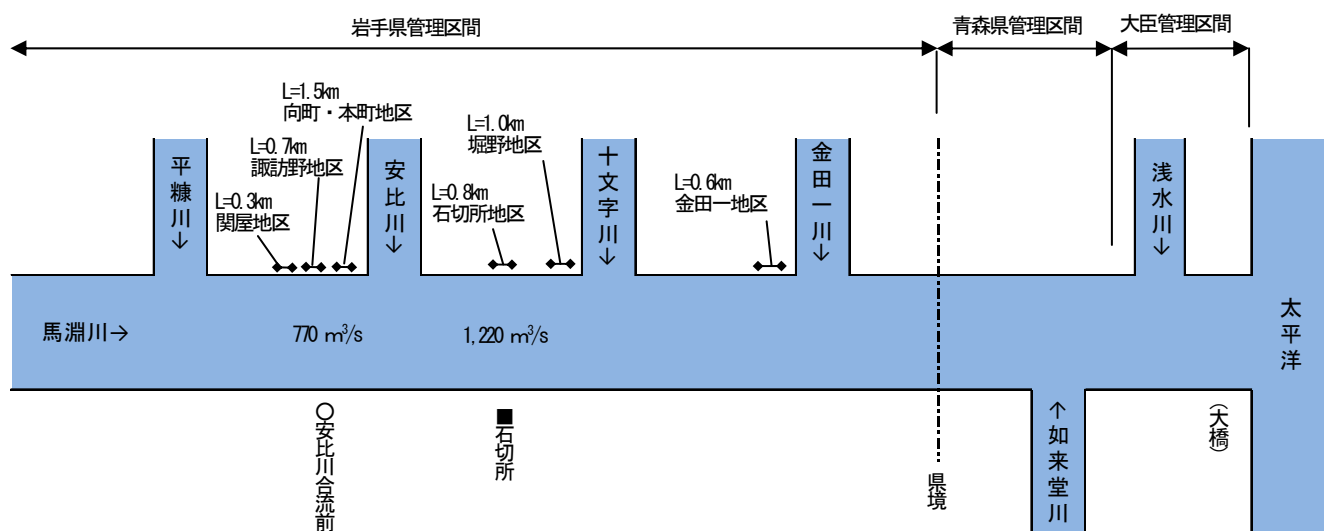 岩手県管理区間
青森県管理区間
大臣管理区間
L=1.5km
向町・本町地区
L=0.7km
諏訪野地区
L=0.3km
関屋地区
L=1.0km
堀野地区
L=0.8km
石切所地区
L=0.6km
金田一地区
平糠川→
安比川→
十文字川→
金田一川→
浅水川→
馬淵川→
770 m³/s
1,220 m³/s
太平洋
○安比川合流前
■石切所
県境
←如来堂川
(大橋)